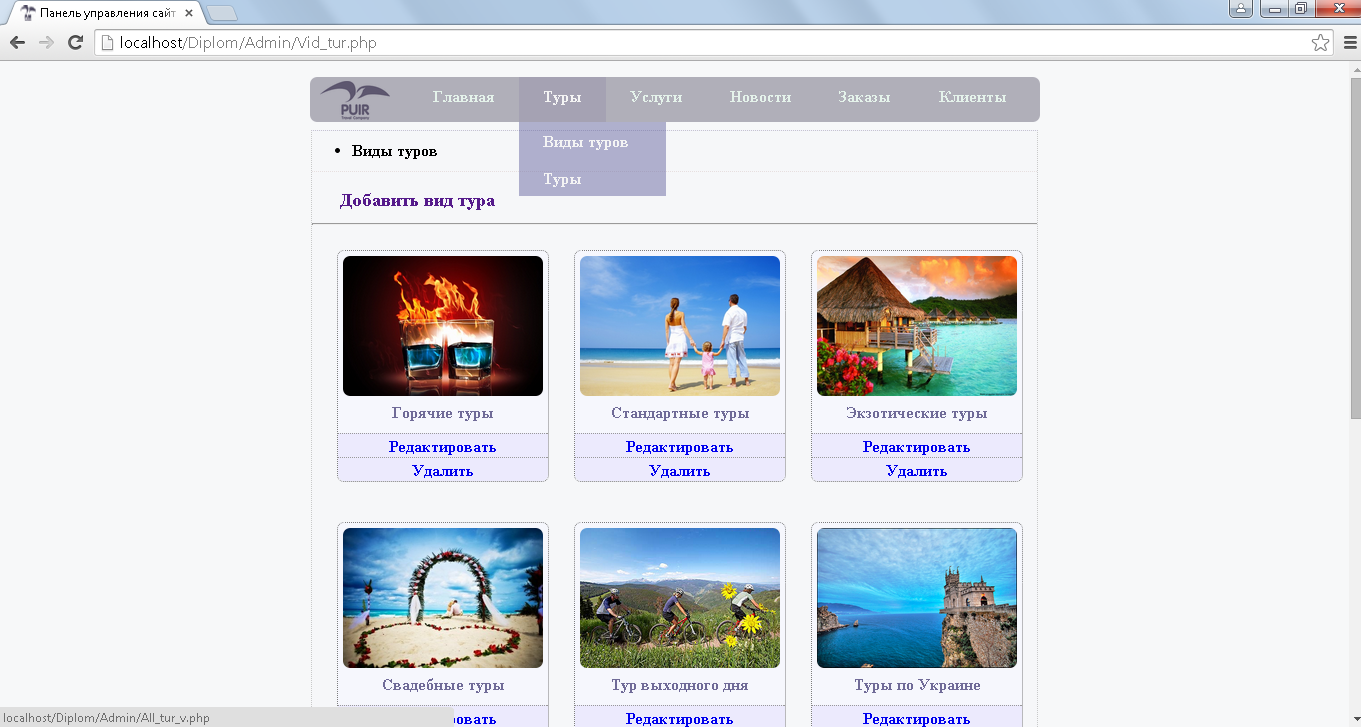 Панель управления сайт
localhost/Diplom/Admin/Vid_tur.php
PUIR
Travel Company
Главная Туры Услуги Новости Заказы Клиенты
Виды туров
Туры
• Виды туров
Добавить вид тура
Горячие туры Стандартные туры Экзотические туры
Редактировать Редактировать Редактировать
Удалить Удалить Удалить
Свадебные туры Тур выходного дня Туры по Украине
ровать Редактировать Редактировать
localhost/Diplom/Admin/All_tur_v.php